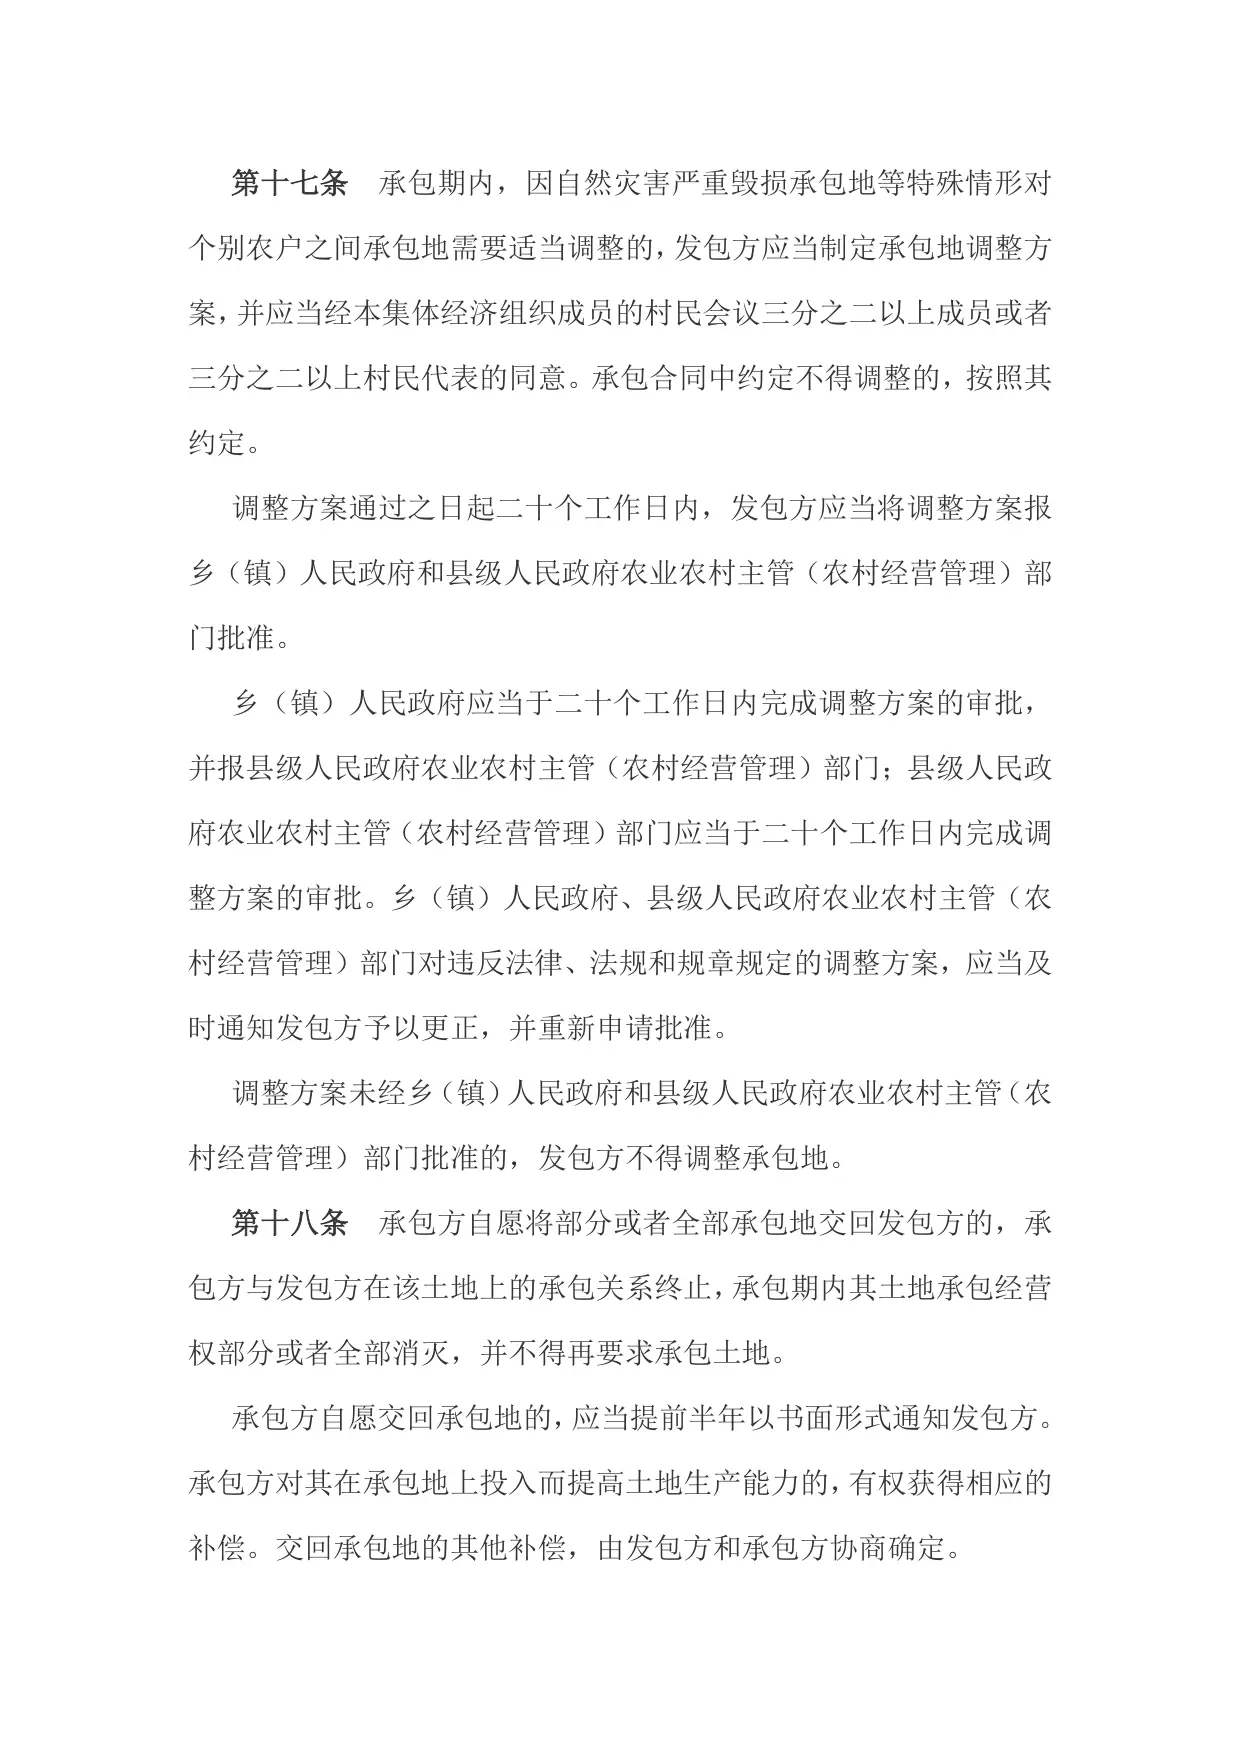 第十七条　承包期内，因自然灾害严重毁损承包地等特殊情形对
个别农户之间承包地需要适当调整的，发包方应当制定承包地调整方
案，并应当经本集体经济组织成员的村民会议三分之二以上成员或者
三分之二以上村民代表的同意。承包合同中约定不得调整的，按照其
约定。
调整方案通过之日起二十个工作日内，发包方应当将调整方案报
乡（镇）人民政府和县级人民政府农业农村主管（农村经营管理）部
门批准。
乡（镇）人民政府应当于二十个工作日内完成调整方案的审批，
并报县级人民政府农业农村主管（农村经营管理）部门；县级人民政
府农业农村主管（农村经营管理）部门应当于二十个工作日内完成调
整方案的审批。乡（镇）人民政府、县级人民政府农业农村主管（农
村经营管理）部门对违反法律、法规和规章规定的调整方案，应当及
时通知发包方予以更正，并重新申请批准。
调整方案未经乡（镇）人民政府和县级人民政府农业农村主管（农
村经营管理）部门批准的，发包方不得调整承包地。
第十八条　承包方自愿将部分或者全部承包地交回发包方的，承
包方与发包方在该土地上的承包关系终止，承包期内其土地承包经营
权部分或者全部消灭，并不得再要求承包土地。
承包方自愿交回承包地的，应当提前半年以书面形式通知发包方。
承包方对其在承包地上投入而提高土地生产能力的，有权获得相应的
补偿。交回承包地的其他补偿，由发包方和承包方协商确定。